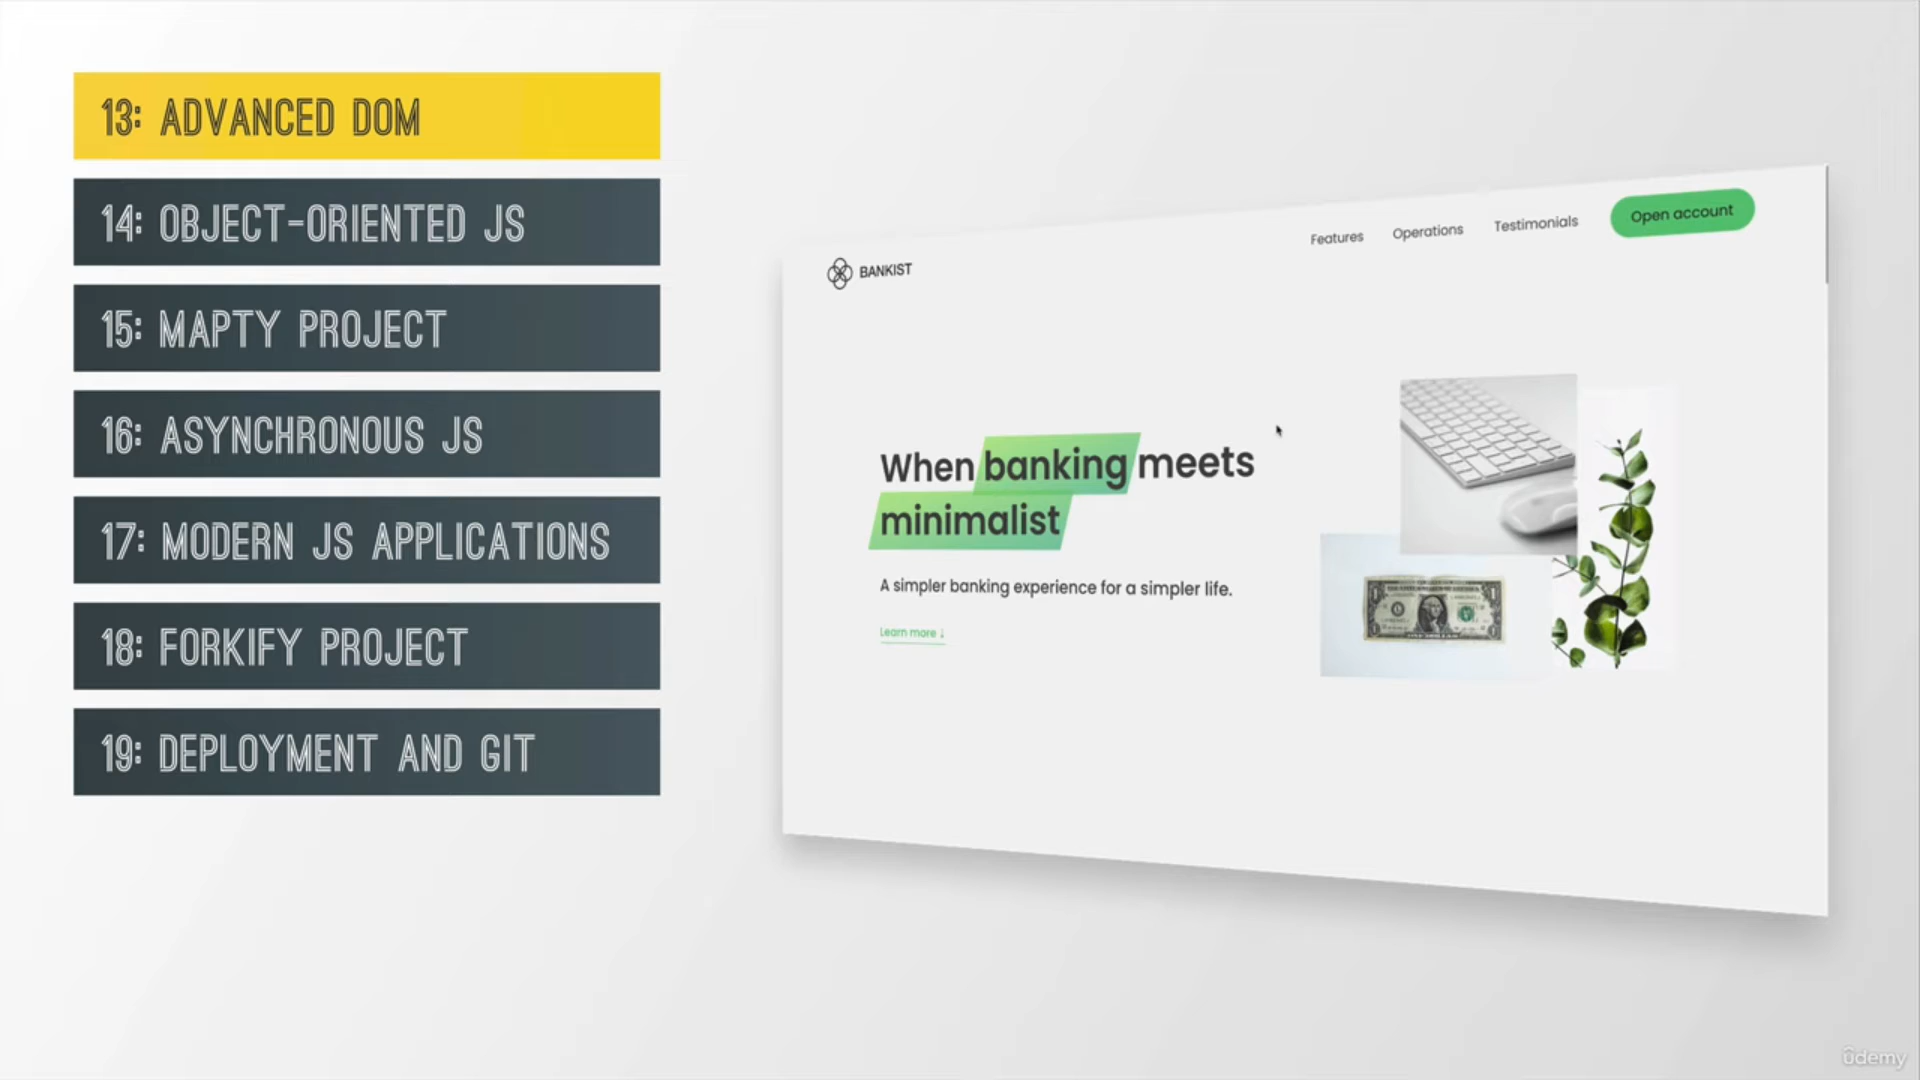 13: ADVANCED DOM
14: OBJECT-ORIENTED JS
15: MAPTY PROJECT
16: ASYNCHRONOUS JS
17: MODERN JS APPLICATIONS
18: FORKIFY PROJECT
19: DEPLOYMENT AND GIT
BANKIST
Features Operations Testimonials Open account
When banking meets
minimalist
A simpler banking experience for a simpler life.
Learn more ↓
ûdemy